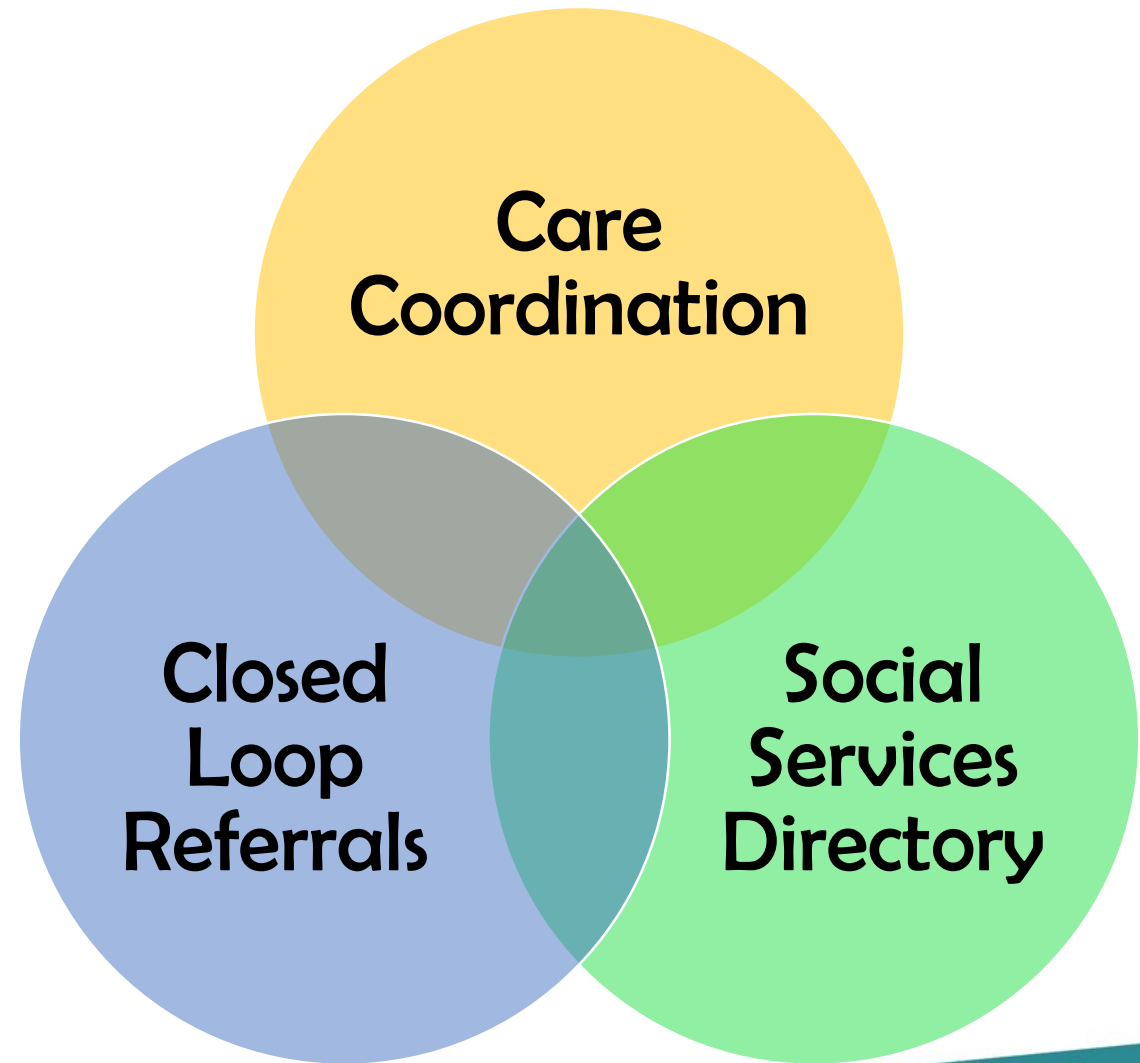 Care
Coordination
Closed
Loop
Referrals
Social
Services
Directory